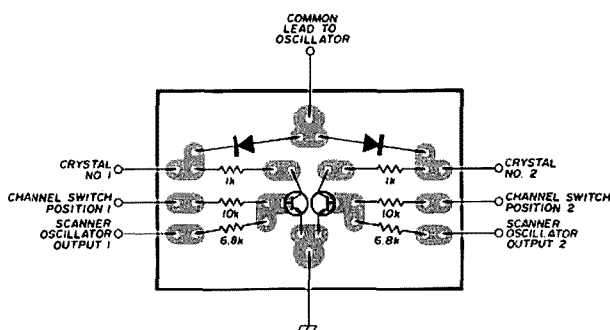 COMMON
LEAD TO
OSCILLATOR
CRYSTAL
NO 1
1k
1k
CRYSTAL
NO. 2
CHANNEL SWITCH
POSITION 1
10k
10k
CHANNEL SWITCH
POSITION 2
SCANNER
OSCILLATOR
OUTPUT 1
6.8k
6.8k
SCANNER
OSCILLATOR
OUTPUT 2